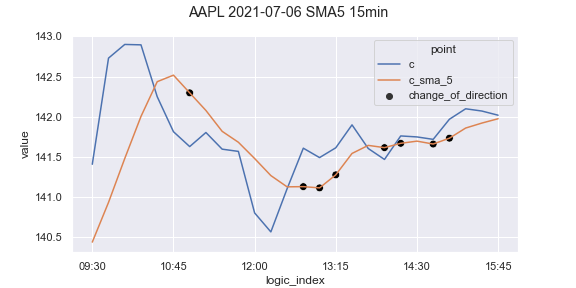 AAPL 2021-07-06 SMA5 15min
143.0
142.5
142.0
141.5
141.0
140.5
value
point
c
c_sma_5
change_of_direction
09:30 10:45 12:00 13:15 14:30 15:45
logic_index